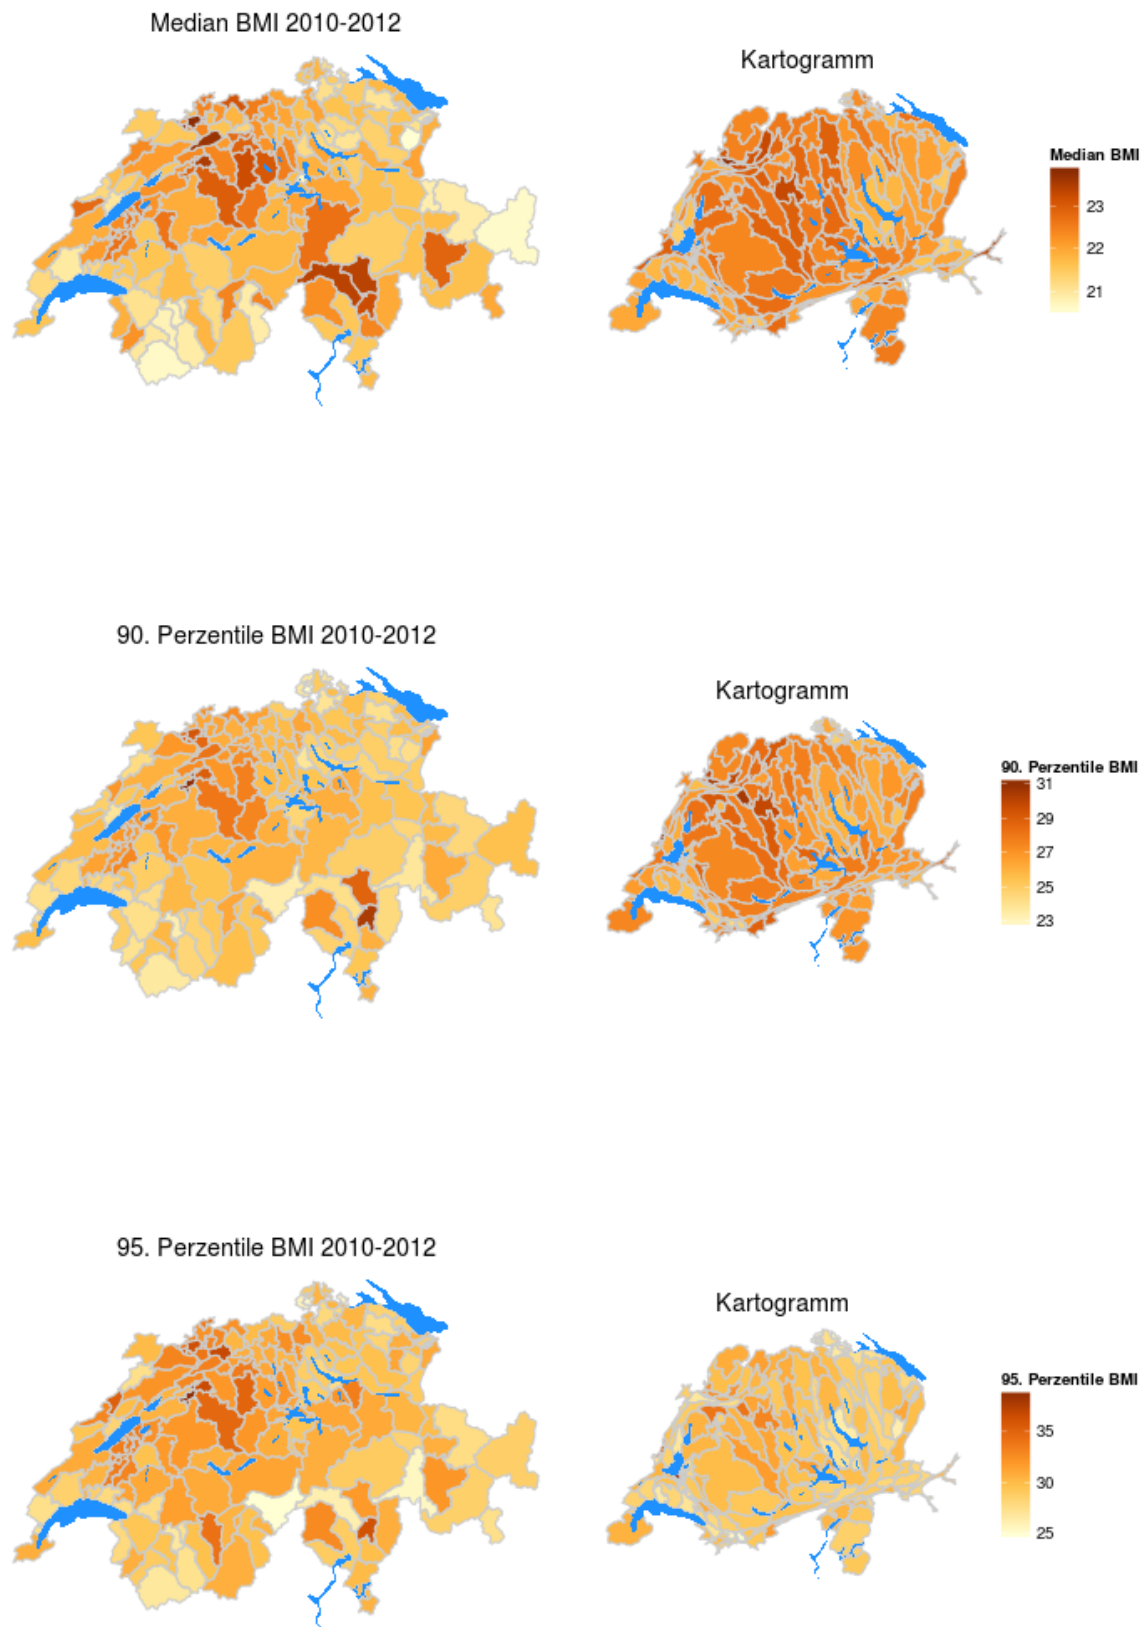 Median BMI 2010-2012
Kartogramm
Median BMI
23
22
21
90. Perzentile BMI 2010-2012
Kartogramm
90. Perzentile BMI
31
29
27
25
23
95. Perzentile BMI 2010-2012
Kartogramm
95. Perzentile BMI
35
30
25